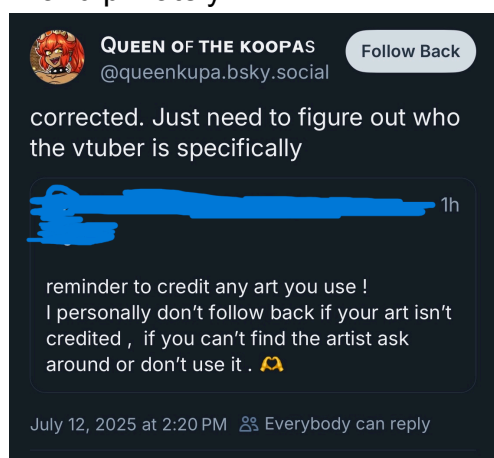 QUEEN OF THE KOOPAS
@queenkupa.bsky.social
Follow Back
corrected. Just need to figure out who
the vtuber is specifically
1h
reminder to credit any art you use !
I personally don’t follow back if your art isn’t
credited , if you can’t find the artist ask
around or don’t use it . 🫶
July 12, 2025 at 2:20 PM Everybody can reply